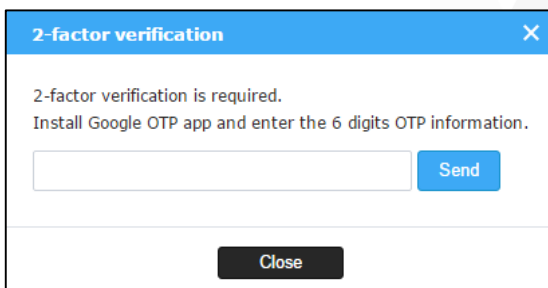 2-factor verification
2-factor verification is required.
Install Google OTP app and enter the 6 digits OTP information.
Send
Close